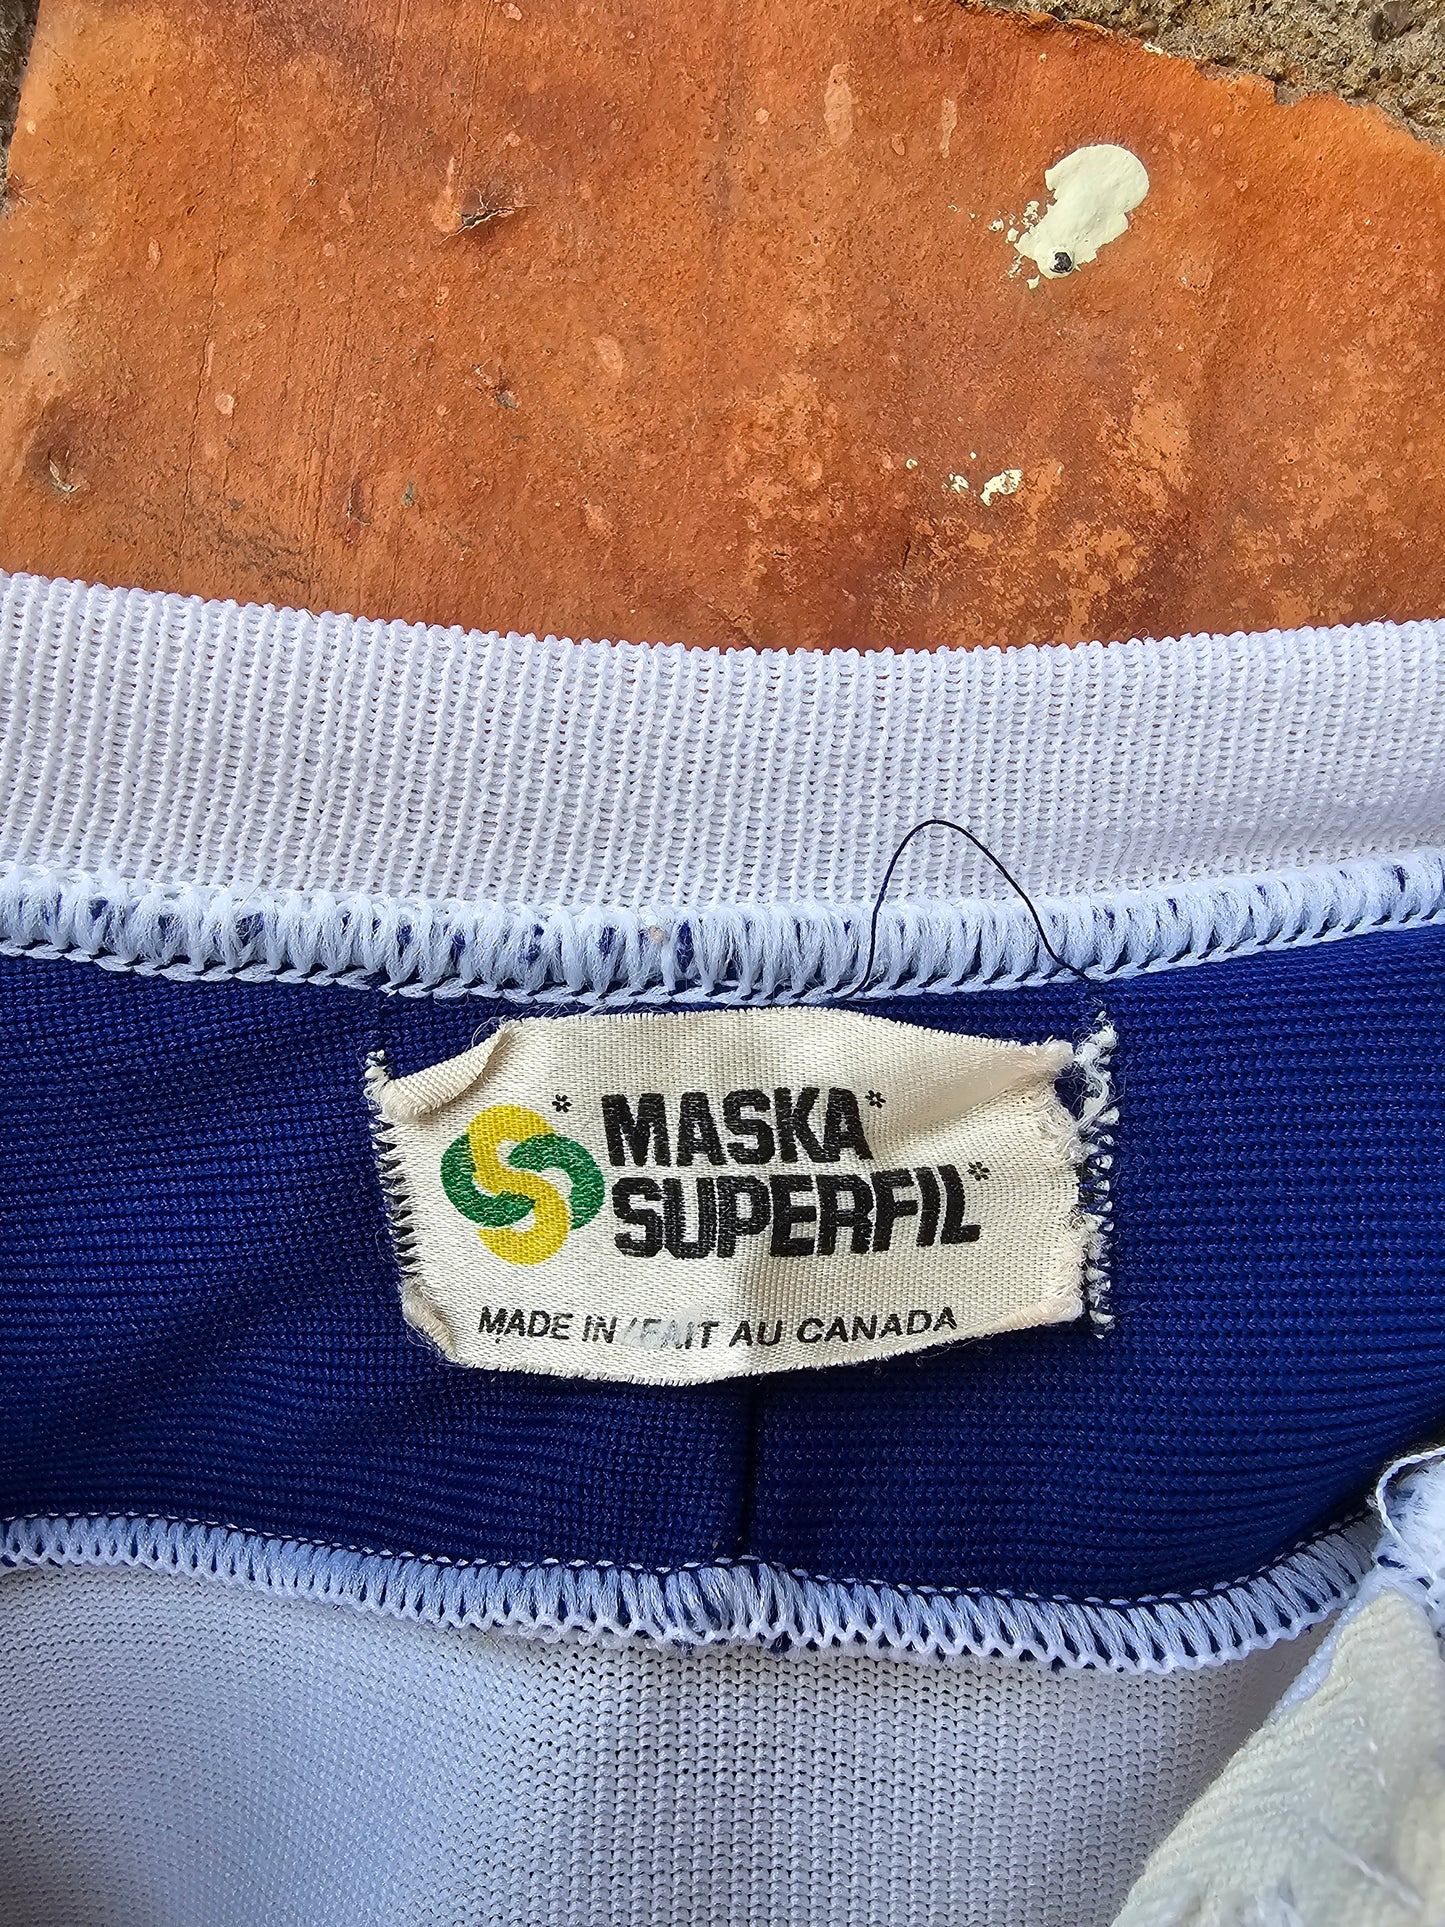 *MASKA*
SUPERFIL*
MADE IN / FAIT AU CANADA